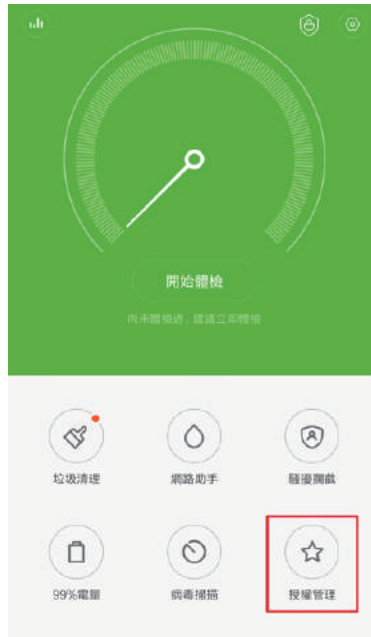 開始體檢
尚未體檢過，建議立即體檢
垃圾清理
網路助手
騷擾攔截
99%電量
病毒掃描
授權管理